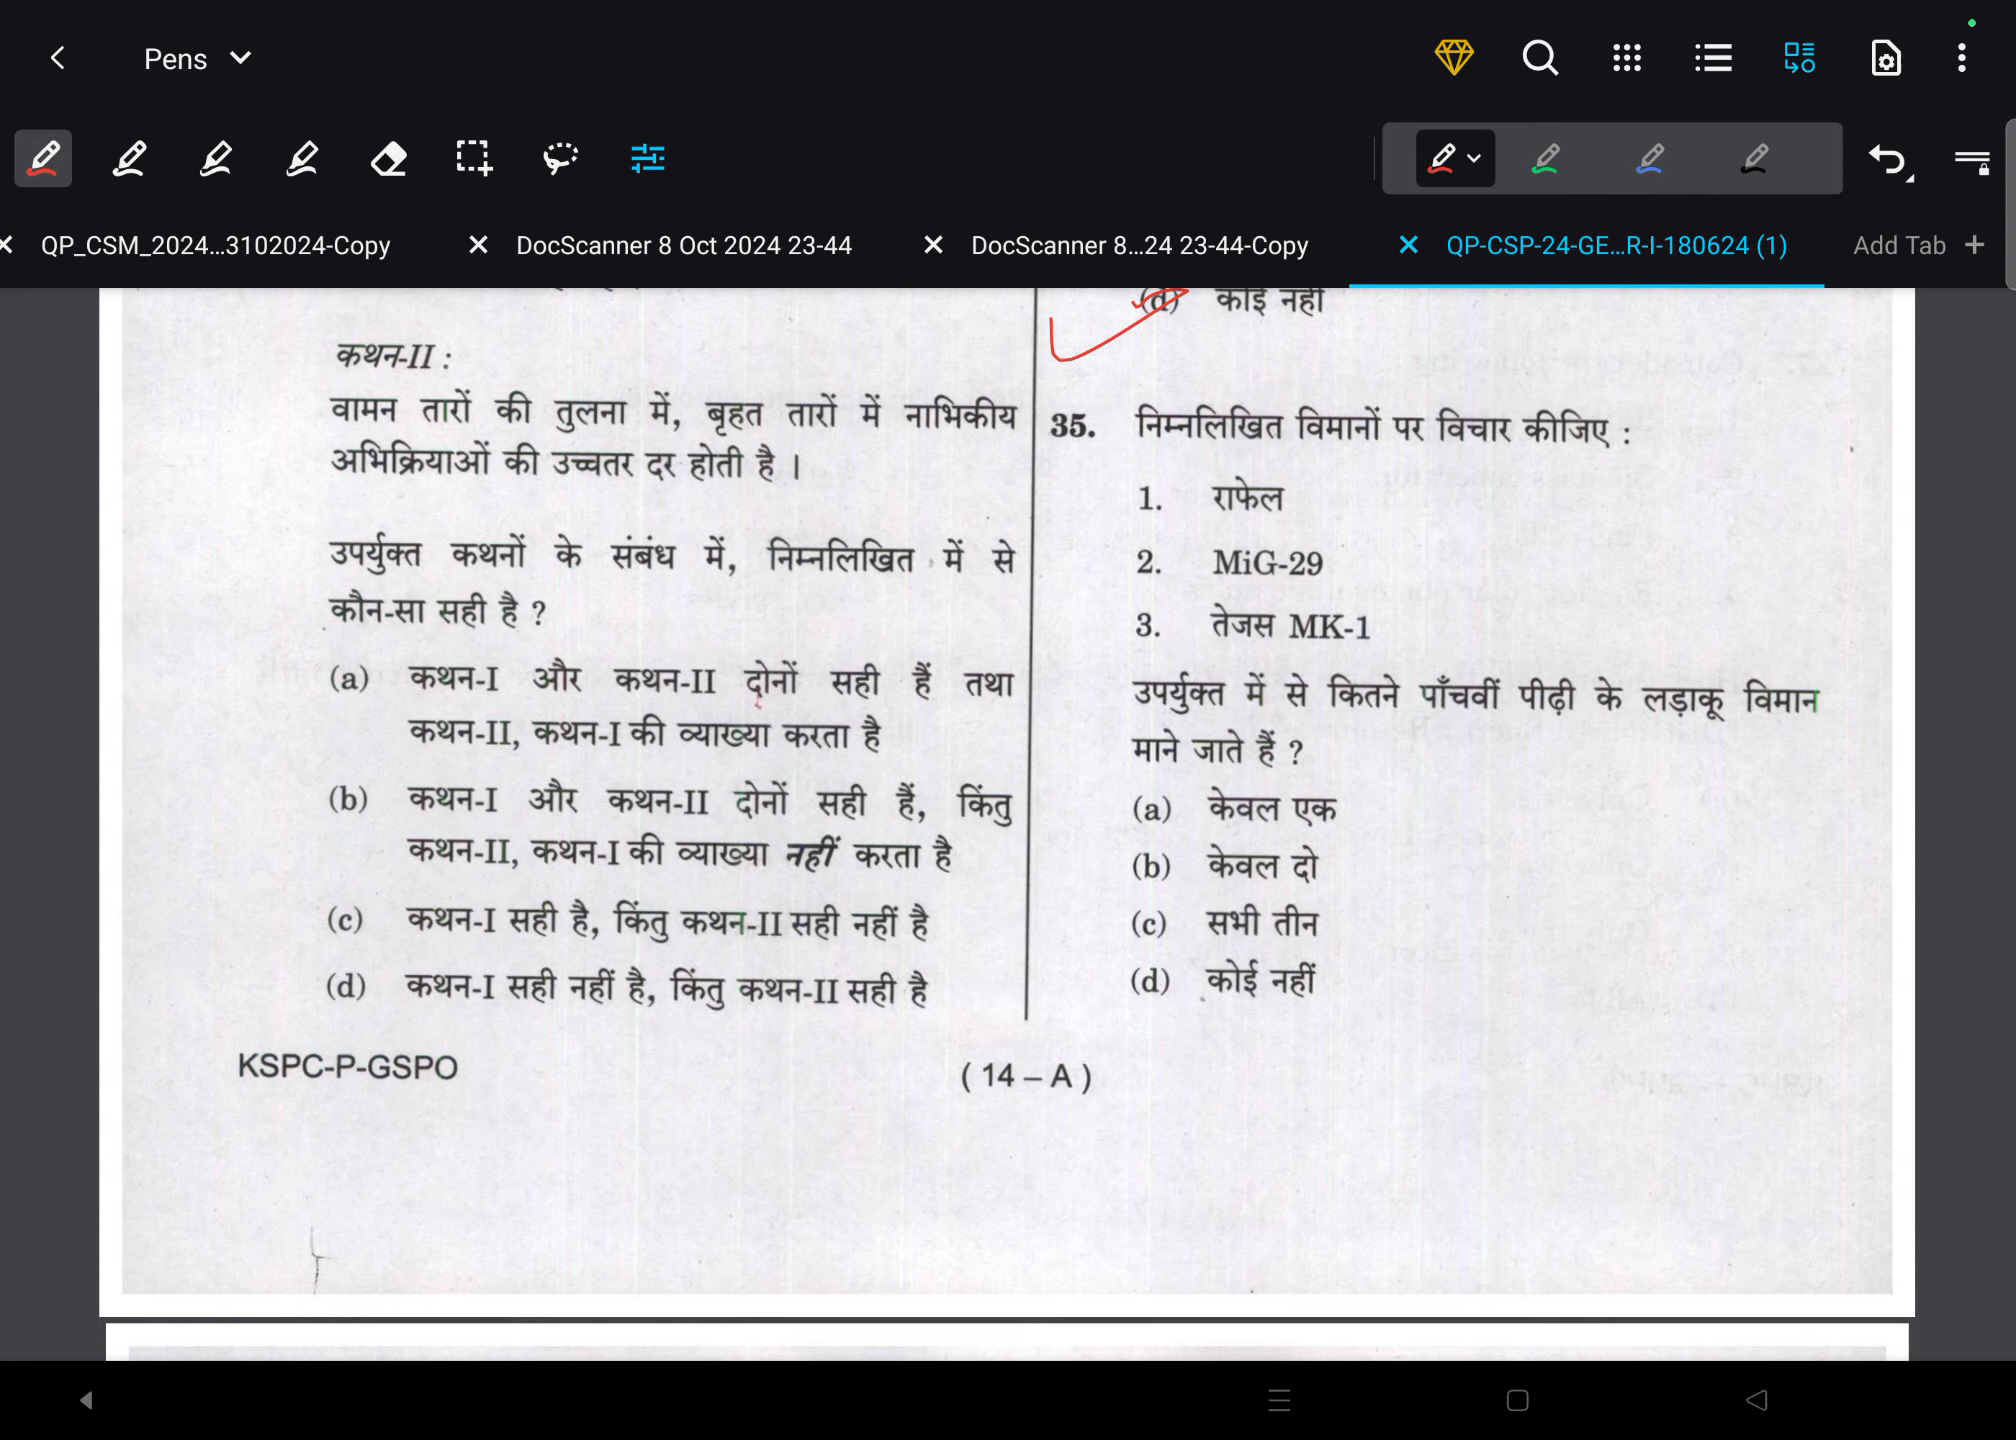 Pens
QP_CSM_2024...3102024-Copy
DocScanner 8 Oct 2024 23-44
DocScanner 8...24 23-44-Copy
QP-CSP-24-GE...R-I-180624 (1)
Add Tab
कथन-II :
वामन तारों की तुलना में, बृहत तारों में नाभिकीय
अभिक्रियाओं की उच्चतर दर होती है ।
उपर्युक्त कथनों के संबंध में, निम्नलिखित में से
कौन-सा सही है ?
(a) कथन-I और कथन-II दोनों सही हैं तथा
कथन-II, कथन-I की व्याख्या करता है
(b) कथन-I और कथन-II दोनों सही हैं, किंतु
कथन-II, कथन-I की व्याख्या नहीं करता है
(c) कथन-I सही है, किंतु कथन-II सही नहीं है
(d) कथन-I सही नहीं है, किंतु कथन-II सही है
(d) कोई नहीं
35. निम्नलिखित विमानों पर विचार कीजिए :
1. राफेल
2. MiG-29
3. तेजस MK-1
उपर्युक्त में से कितने पाँचवीं पीढ़ी के लड़ाकू विमान
माने जाते हैं ?
(a) केवल एक
(b) केवल दो
(c) सभी तीन
(d) कोई नहीं
KSPC-P-GSPO
( 14 – A )